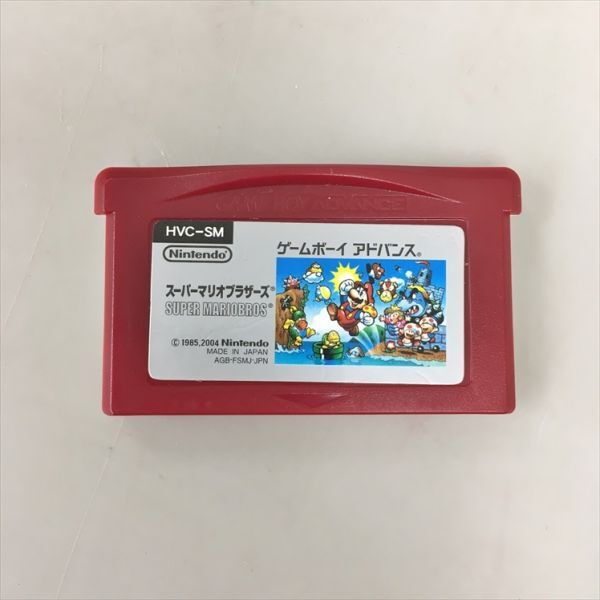 GAME BOY ADVANCE
HVC-SM
Nintendo®
ゲームボーイ アドバンス®
スーパーマリオブラザーズ®
SUPER MARIOBROS®
© 1985,2004 Nintendo
MADE IN JAPAN
AGB-FSMJ-JPN